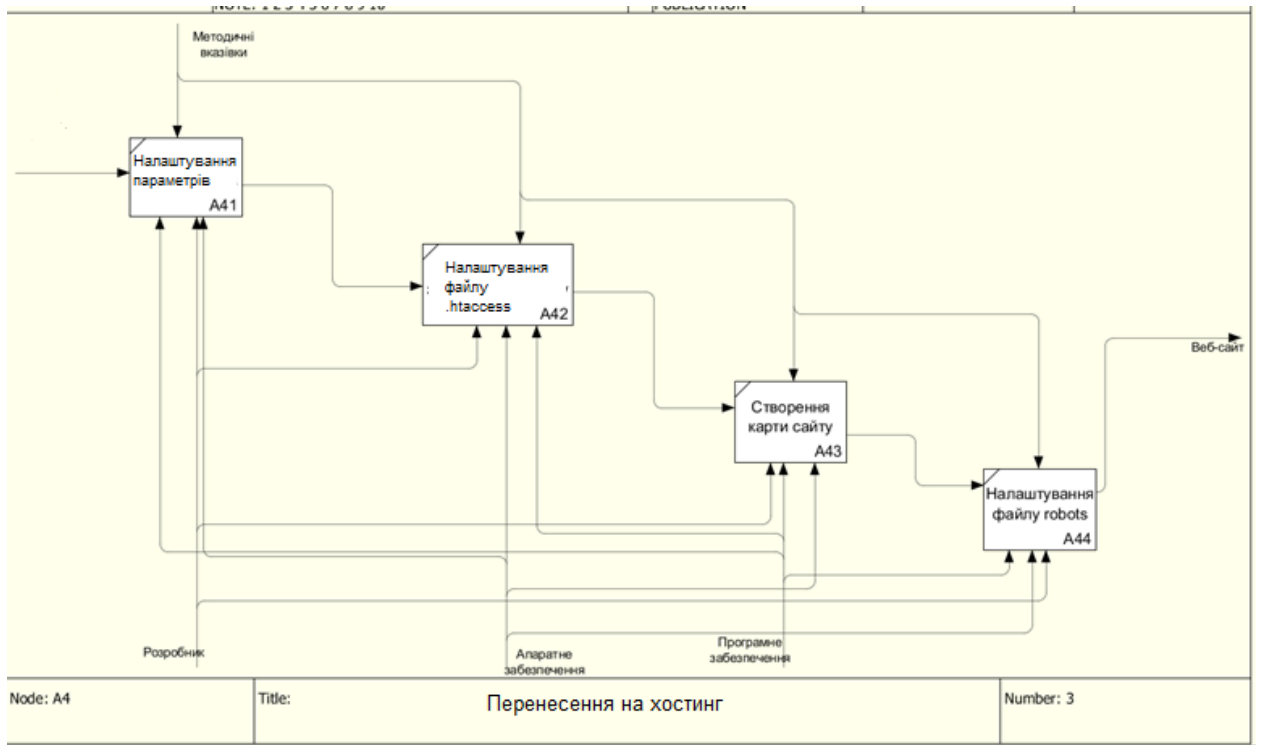 Методичні
вказівки
Налаштування
параметрів
A41
Налаштування
файлу
.htaccess
A42
Веб-сайт
Створення
карти сайту
A43
Налаштування
файлу robots
A44
Розробник
Апаратне
забезпечення
Програмне
забезпечення
Node: A4
Title:
Перенесення на хостинг
Number: 3